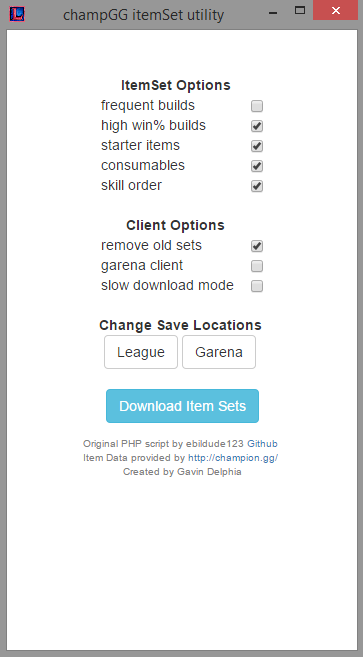 champGG itemSet utility
ItemSet Options
frequent builds
high win% builds
starter items
consumables
skill order
Client Options
remove old sets
garena client
slow download mode
Change Save Locations
League Garena
Download Item Sets
Original PHP script by ebildude123 Github
Item Data provided by http://champion.gg/
Created by Gavin Delphia